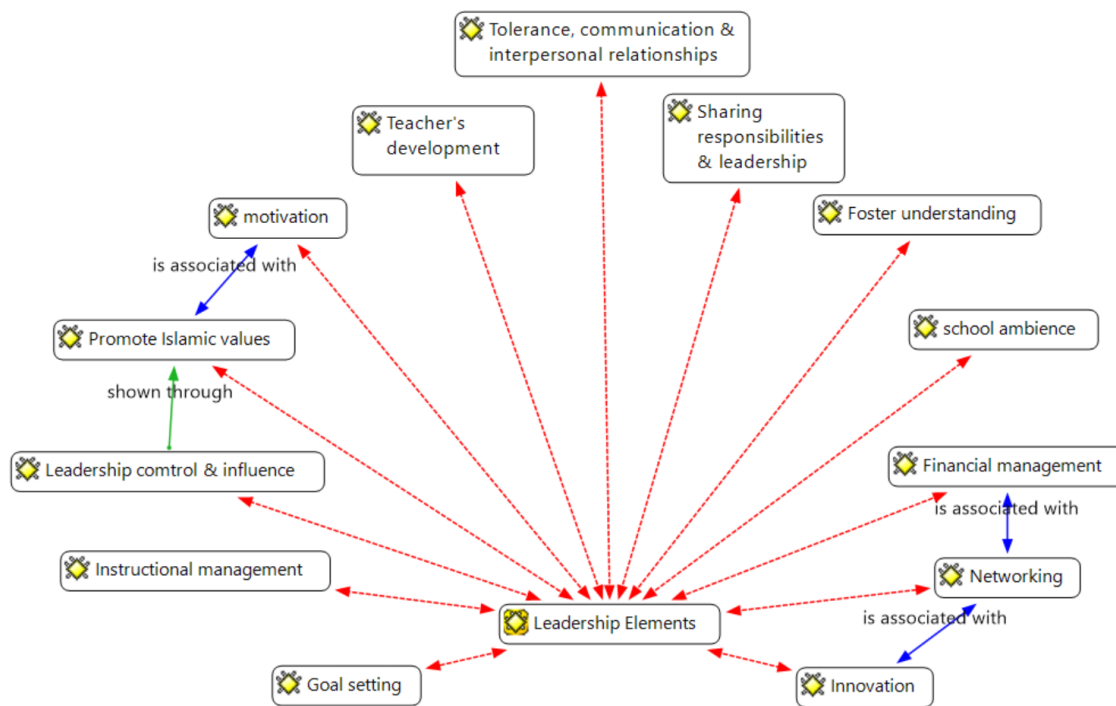 Tolerance, communication &
interpersonal relationships
Teacher's
development
Sharing
responsibilities
& leadership
motivation
Foster understanding
is associated with
Promote Islamic values
school ambience
shown through
Leadership comtrol & influence
Financial management
is associated with
Instructional management
Networking
is associated with
Leadership Elements
Goal setting
Innovation